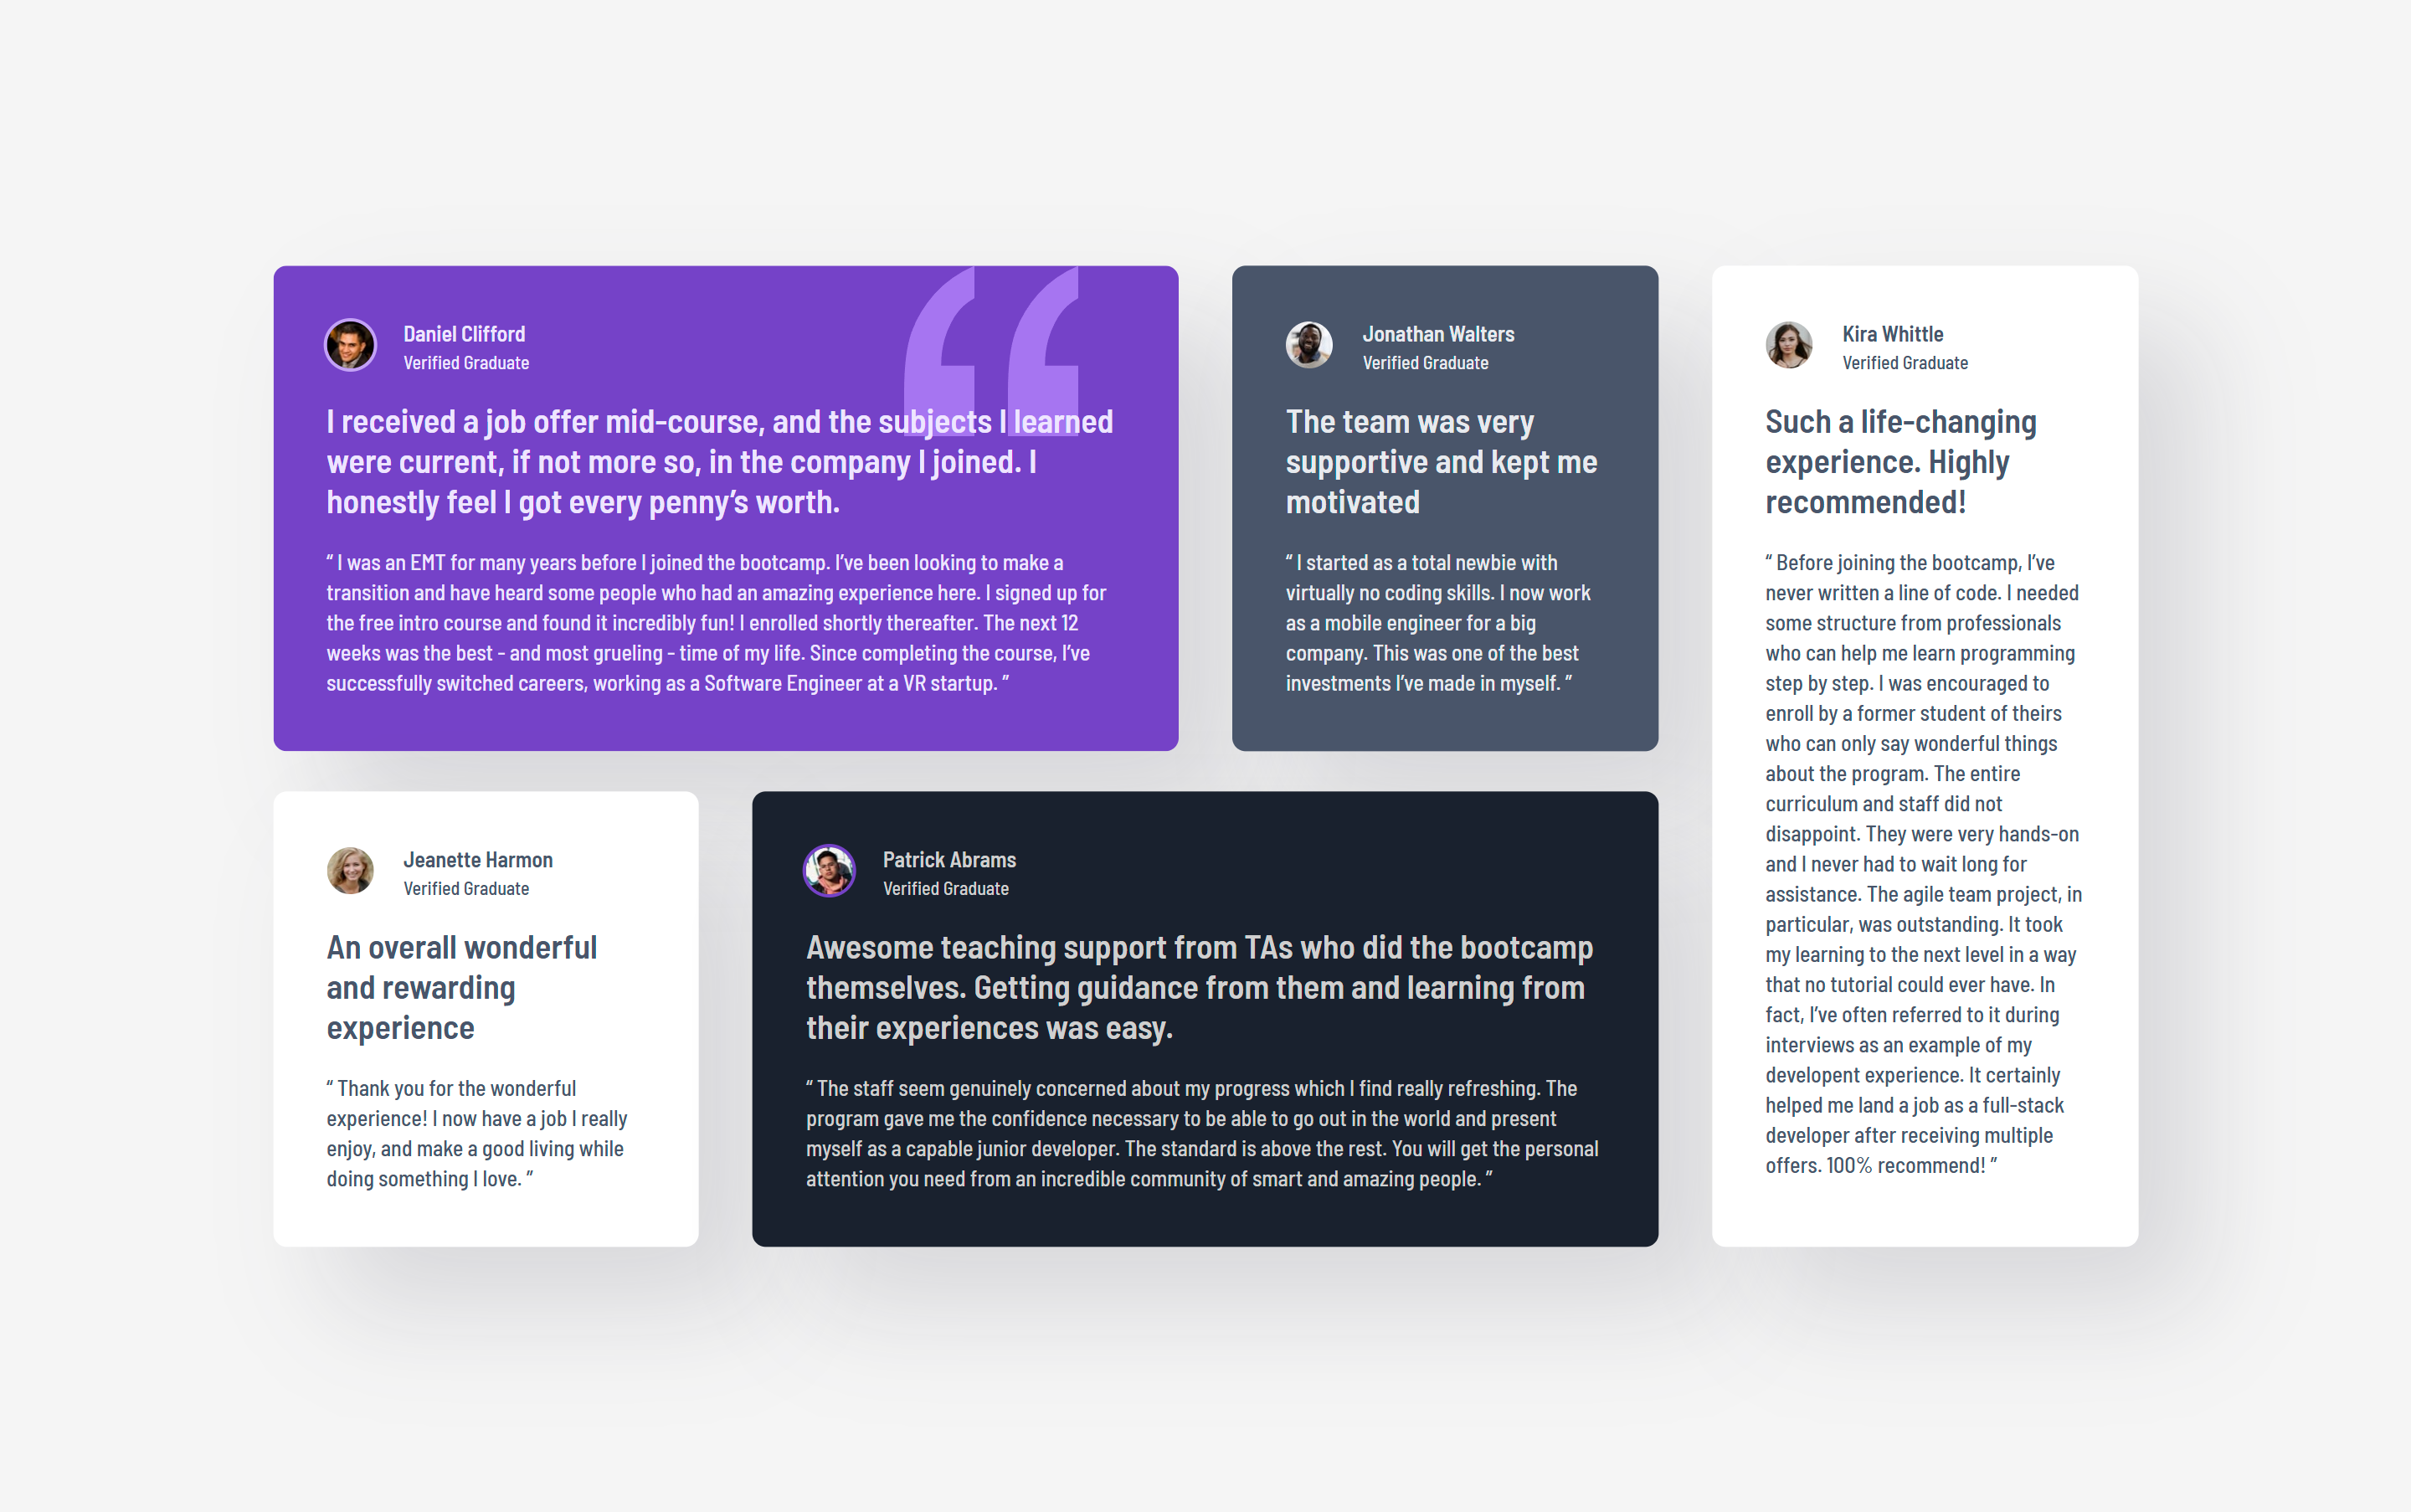 Daniel Clifford
Verified Graduate
I received a job offer mid-course, and the subjects I learned
were current, if not more so, in the company I joined. I
honestly feel I got every penny’s worth.
“ I was an EMT for many years before I joined the bootcamp. I’ve been looking to make a
transition and have heard some people who had an amazing experience here. I signed up for
the free intro course and found it incredibly fun! I enrolled shortly thereafter. The next 12
weeks was the best - and most grueling - time of my life. Since completing the course, I’ve
successfully switched careers, working as a Software Engineer at a VR startup. ”
Jonathan Walters
Verified Graduate
The team was very
supportive and kept me
motivated
“ I started as a total newbie with
virtually no coding skills. I now work
as a mobile engineer for a big
company. This was one of the best
investments I’ve made in myself. ”
Kira Whittle
Verified Graduate
Such a life-changing
experience. Highly
recommended!
“ Before joining the bootcamp, I’ve
never written a line of code. I needed
some structure from professionals
who can help me learn programming
step by step. I was encouraged to
enroll by a former student of theirs
who can only say wonderful things
about the program. The entire
curriculum and staff did not
disappoint. They were very hands-on
and I never had to wait long for
assistance. The agile team project, in
particular, was outstanding. It took
my learning to the next level in a way
that no tutorial could ever have. In
fact, I’ve often referred to it during
interviews as an example of my
developent experience. It certainly
helped me land a job as a full-stack
developer after receiving multiple
offers. 100% recommend! ”
Jeanette Harmon
Verified Graduate
An overall wonderful
and rewarding
experience
“ Thank you for the wonderful
experience! I now have a job I really
enjoy, and make a good living while
doing something I love. ”
Patrick Abrams
Verified Graduate
Awesome teaching support from TAs who did the bootcamp
themselves. Getting guidance from them and learning from
their experiences was easy.
“ The staff seem genuinely concerned about my progress which I find really refreshing. The
program gave me the confidence necessary to be able to go out in the world and present
myself as a capable junior developer. The standard is above the rest. You will get the personal
attention you need from an incredible community of smart and amazing people. ”